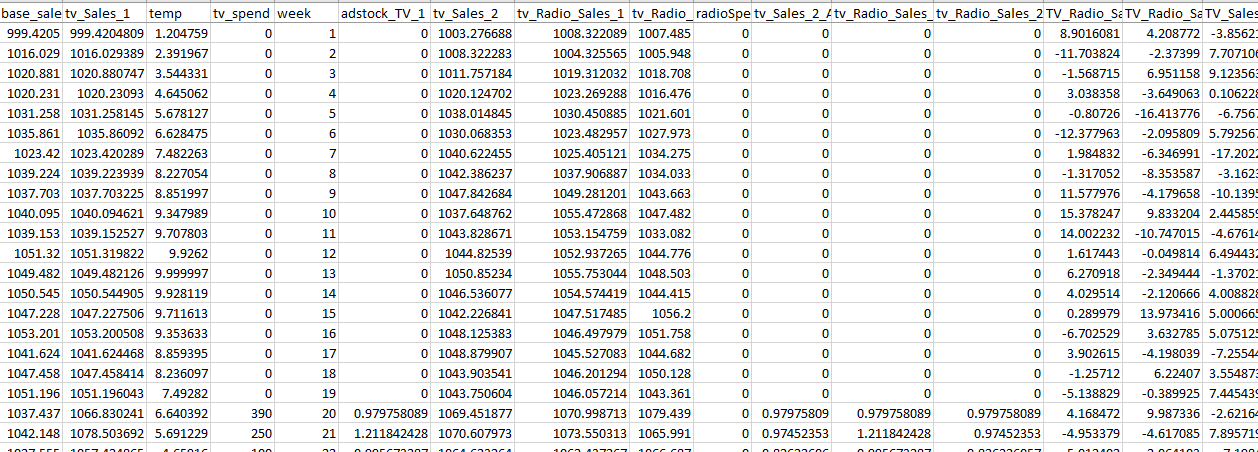 base_sale tv_Sales_1 temp tv_spend week adstock_TV_1 tv_Sales_2 tv_Radio_Sales_1 tv_Radio_ radioSpe tv_Sales_2_ tv_Radio_Sales_ tv_Radio_Sales_2 TV_Radio_Sa TV_Radio_Sa TV_Sales
999.4205 999.4204809 1.204759 0 1 0 1003.276688 1008.322089 1007.485 0 0 0 0 8.9016081 4.208772 -3.85621
1016.029 1016.029389 2.391967 0 2 0 1008.322283 1004.325565 1005.948 0 0 0 0 -11.703824 -2.37399 7.707106
1020.881 1020.880747 3.544331 0 3 0 1011.757184 1019.312032 1018.708 0 0 0 0 -1.568715 6.951158 9.123563
1020.231 1020.23093 4.645062 0 4 0 1020.124702 1023.269288 1016.476 0 0 0 0 3.038358 -3.649063 0.106228
1031.258 1031.258145 5.678127 0 5 0 1038.014845 1030.450885 1021.601 0 0 0 0 -0.80726 -16.413776 -6.7567
1035.861 1035.86092 6.628475 0 6 0 1030.068353 1023.482957 1027.973 0 0 0 0 -12.377963 -2.095809 5.792567
1023.42 1023.420289 7.482263 0 7 0 1040.622455 1025.405121 1034.275 0 0 0 0 1.984832 -6.346991 -17.2022
1039.224 1039.223939 8.227054 0 8 0 1042.386237 1037.906887 1034.033 0 0 0 0 -1.317052 -8.353587 -3.1623
1037.703 1037.703225 8.851997 0 9 0 1047.842684 1049.281201 1043.663 0 0 0 0 11.577976 -4.179658 -10.1395
1040.095 1040.094621 9.347989 0 10 0 1037.648762 1055.472868 1047.482 0 0 0 0 15.378247 9.833204 2.445859
1039.153 1039.152527 9.707803 0 11 0 1043.828671 1053.154759 1033.082 0 0 0 0 14.002232 -10.747015 -4.67614
1051.32 1051.319822 9.9262 0 12 0 1044.82539 1052.937265 1044.776 0 0 0 0 1.617443 -0.049814 6.494432
1049.482 1049.482126 9.999997 0 13 0 1050.85234 1055.753044 1048.503 0 0 0 0 6.270918 -2.349444 -1.37021
1050.545 1050.544905 9.928119 0 14 0 1046.536077 1054.574419 1044.415 0 0 0 0 4.029514 -2.120666 4.008828
1047.228 1047.227506 9.711613 0 15 0 1042.226841 1047.517485 1056.2 0 0 0 0 0.289979 13.973416 5.000665
1053.201 1053.200508 9.353633 0 16 0 1048.125383 1046.497979 1051.758 0 0 0 0 -6.702529 3.632785 5.075125
1041.624 1041.624468 8.859395 0 17 0 1048.879907 1045.527083 1044.682 0 0 0 0 3.902615 -4.198039 -7.25544
1047.458 1047.458414 8.236097 0 18 0 1043.903541 1046.201294 1050.128 0 0 0 0 -1.25712 6.22407 3.554873
1051.196 1051.196043 7.49282 0 19 0 1043.750604 1046.057214 1043.361 0 0 0 0 -5.138829 -0.389925 7.445439
1037.437 1066.830241 6.640392 390 20 0.979758089 1069.451877 1070.998713 1079.439 0 0.97975809 0.979758089 0.979758089 4.168472 9.987336 -2.62164
1042.148 1078.503692 5.691229 250 21 1.211842428 1070.607973 1073.550313 1065.991 0 0.97452353 1.211842428 0.97452353 -4.953379 -4.617085 7.895719